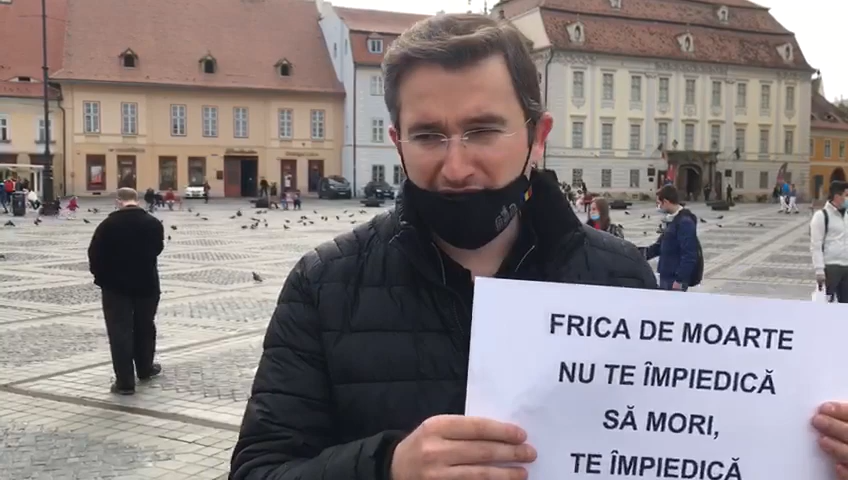 FRICA DE MOARTE
NU TE ÎMPIEDICĂ
SĂ MORI,
TE ÎMPIEDICĂ